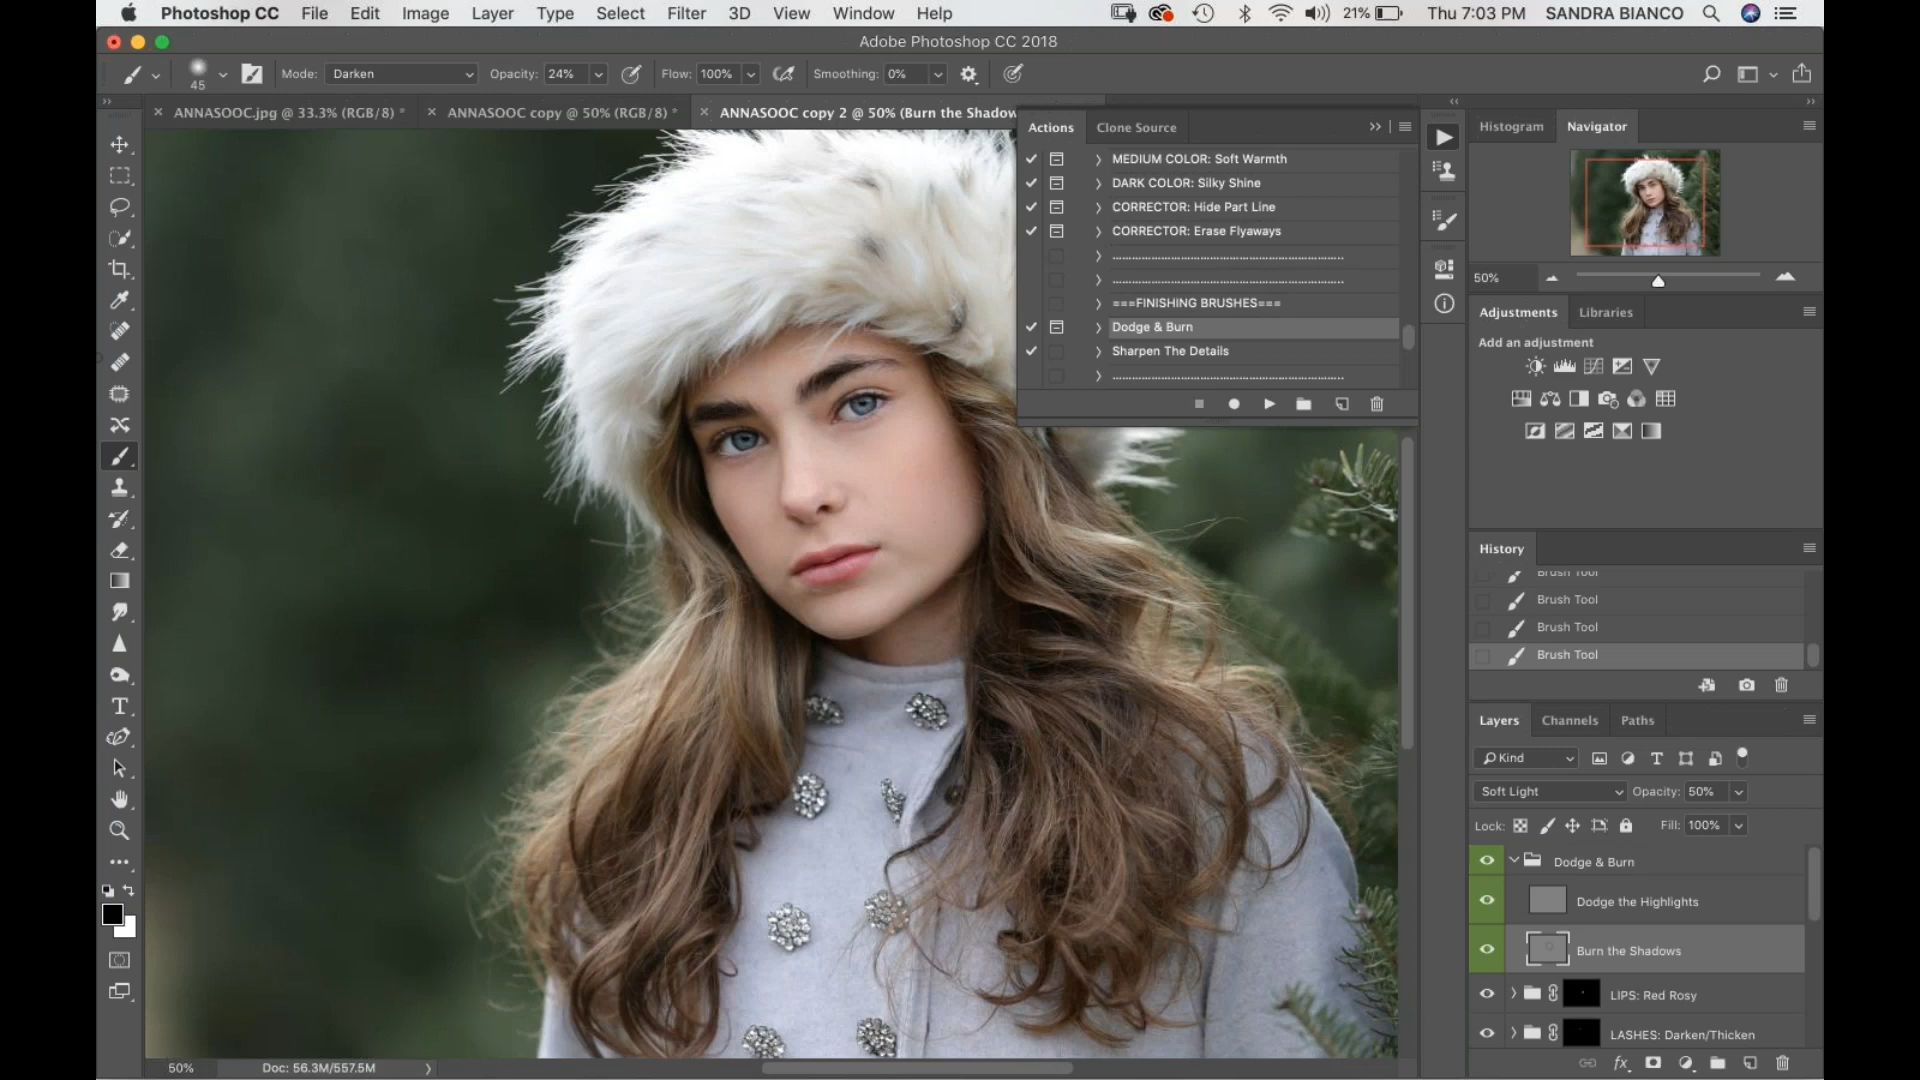 Photoshop CC File Edit Image Layer Type Select Filter 3D View Window Help 21% Thu 7:03 PM SANDRA BIANCO
Adobe Photoshop CC 2018
45 Mode: Darken Opacity: 24% Flow: 100% Smoothing: 0%
ANNASOOC.jpg @ 33.3% (RGB/8) * ANNASOOC copy @ 50% (RGB/8) * ANNASOOC copy 2 @ 50% (Burn the Shadow
Actions Clone Source
MEDIUM COLOR: Soft Warmth
DARK COLOR: Silky Shine
CORRECTOR: Hide Part Line
CORRECTOR: Erase Flyaways
===FINISHING BRUSHES===
Dodge & Burn
Sharpen The Details
Histogram Navigator
50%
Adjustments Libraries
Add an adjustment
History
Brush Tool
Brush Tool
Brush Tool
Brush Tool
Layers Channels Paths
Kind
Soft Light Opacity: 50%
Lock: Fill: 100%
Dodge & Burn
Dodge the Highlights
Burn the Shadows
LIPS: Red Rosy
LASHES: Darken/Thicken
fx
50% Doc: 56.3M/557.5M